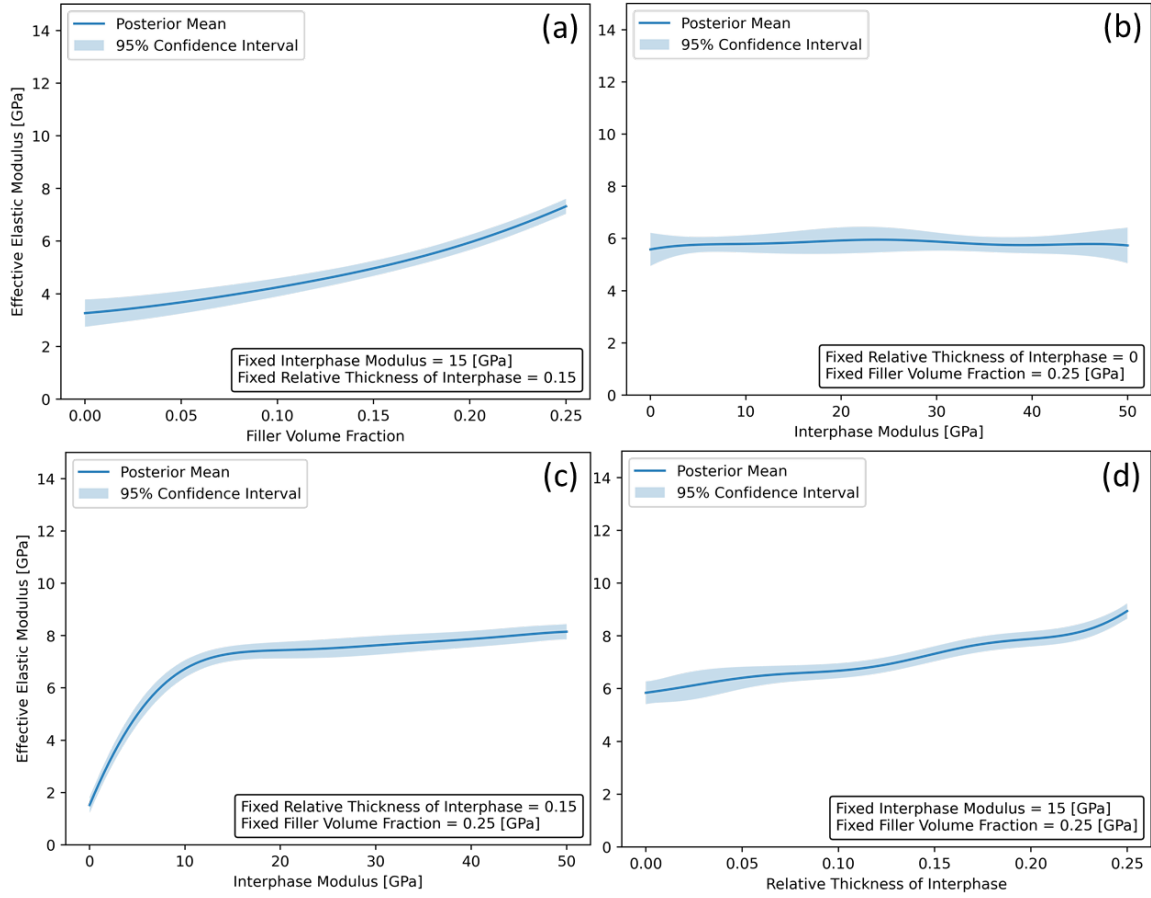 Posterior Mean
95% Confidence Interval
(a)
Effective Elastic Modulus [GPa]
14
12
10
8
6
4
2
0
Fixed Interphase Modulus = 15 [GPa]
Fixed Relative Thickness of Interphase = 0.15
0.00 0.05 0.10 0.15 0.20 0.25
Filler Volume Fraction
Posterior Mean
95% Confidence Interval
(b)
14
12
10
8
6
4
2
0
Fixed Relative Thickness of Interphase = 0
Fixed Filler Volume Fraction = 0.25 [GPa]
0 10 20 30 40 50
Interphase Modulus [GPa]
Posterior Mean
95% Confidence Interval
(c)
Effective Elastic Modulus [GPa]
14
12
10
8
6
4
2
0
Fixed Relative Thickness of Interphase = 0.15
Fixed Filler Volume Fraction = 0.25 [GPa]
0 10 20 30 40 50
Interphase Modulus [GPa]
Posterior Mean
95% Confidence Interval
(d)
14
12
10
8
6
4
2
0
Fixed Interphase Modulus = 15 [GPa]
Fixed Filler Volume Fraction = 0.25 [GPa]
0.00 0.05 0.10 0.15 0.20 0.25
Relative Thickness of Interphase